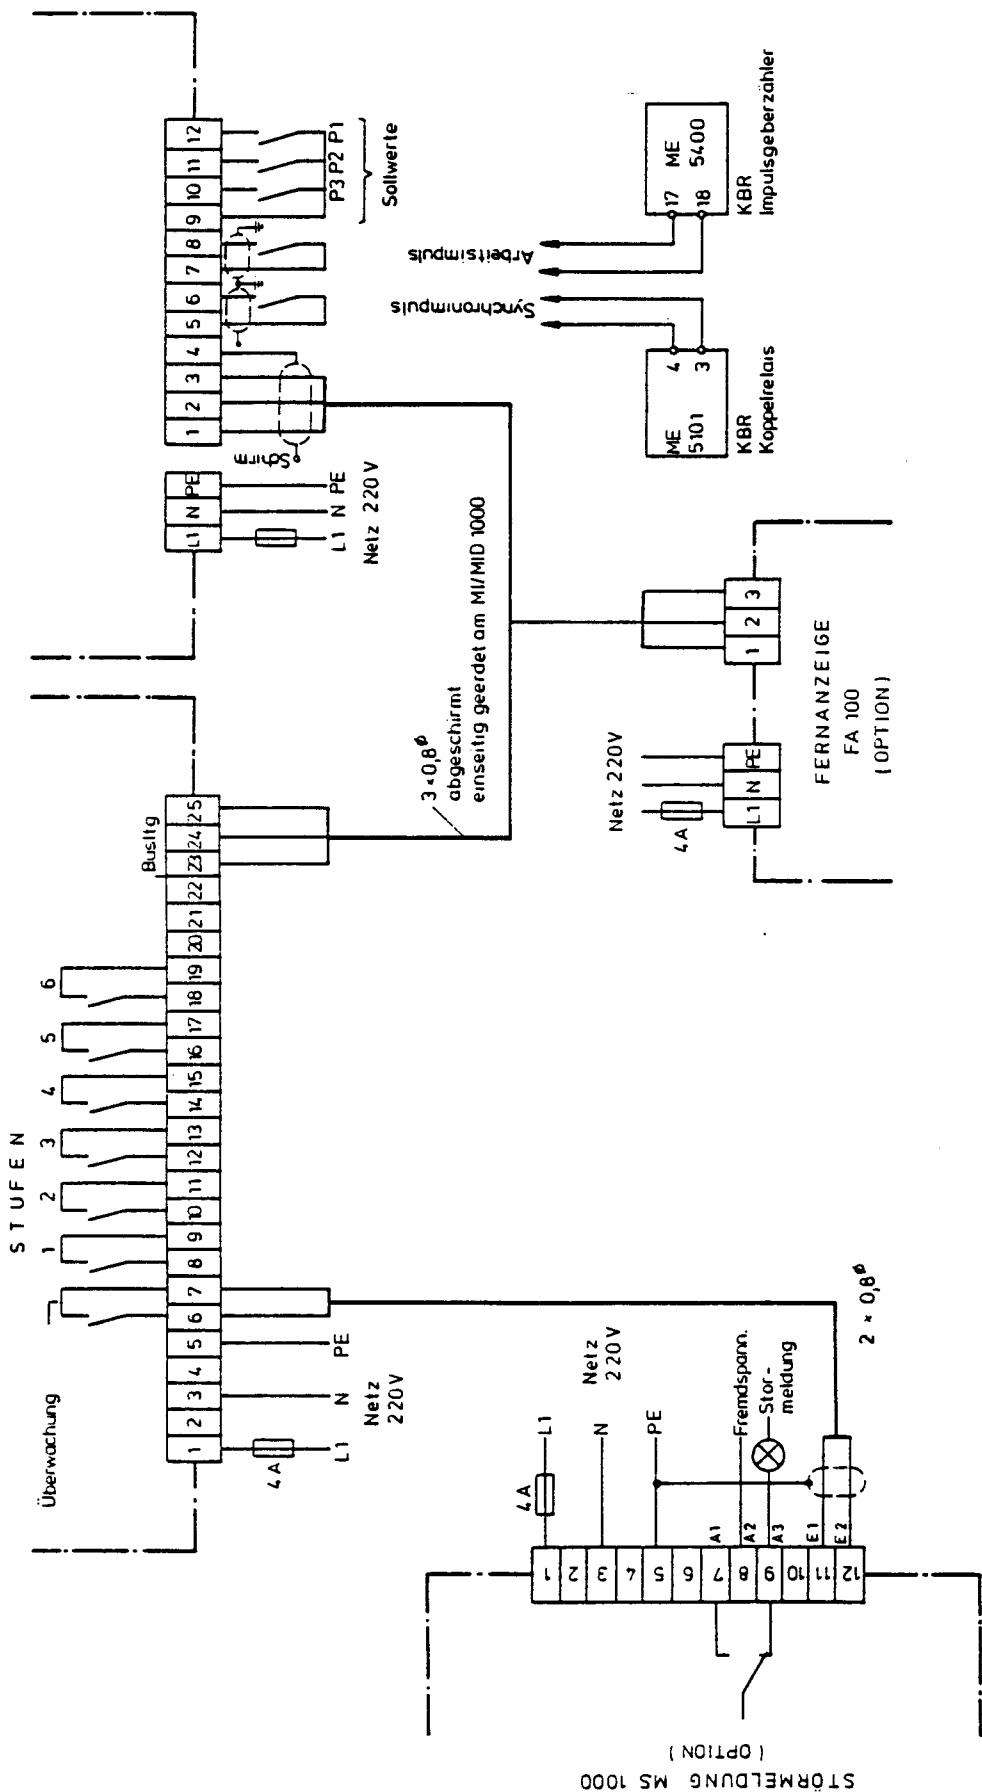 STUFEN
Überwachung
1 2 3 4 5 6
1 2 3 4 5 6 7 8 9 10 11 12 13 14 15 16 17 18 19 20 21 22 23 24 25
Busltg
4A
L1 N PE
Netz
220V
L1 N PE
1 2 3 4 5 6 7 8 9 10 11 12
Schirm
L1 N PE
Netz 220V
P3 P2 P1
Sollwerte
3 × 0,8ø
abgeschirmt
einseitig geerdet am MI/MID 1000
Synchronimpuls
Arbeitsimpuls
4
3
ME
5101
KBR
Koppelrelais
17
18
ME
5400
KBR
Impulsgeberzähler
Netz 220V
4A
L1 N PE
1 2 3
FERNANZEIGE
FA 100
(OPTION)
2 × 0,8ø
4A
L1
N
PE
Netz
220V
Fremdspann.
Stör-
meldung
A1
A2
A3
E1
E2
1 2 3 4 5 6 7 8 9 10 11 12
STÖRMELDUNG MS 1000
(OPTION)